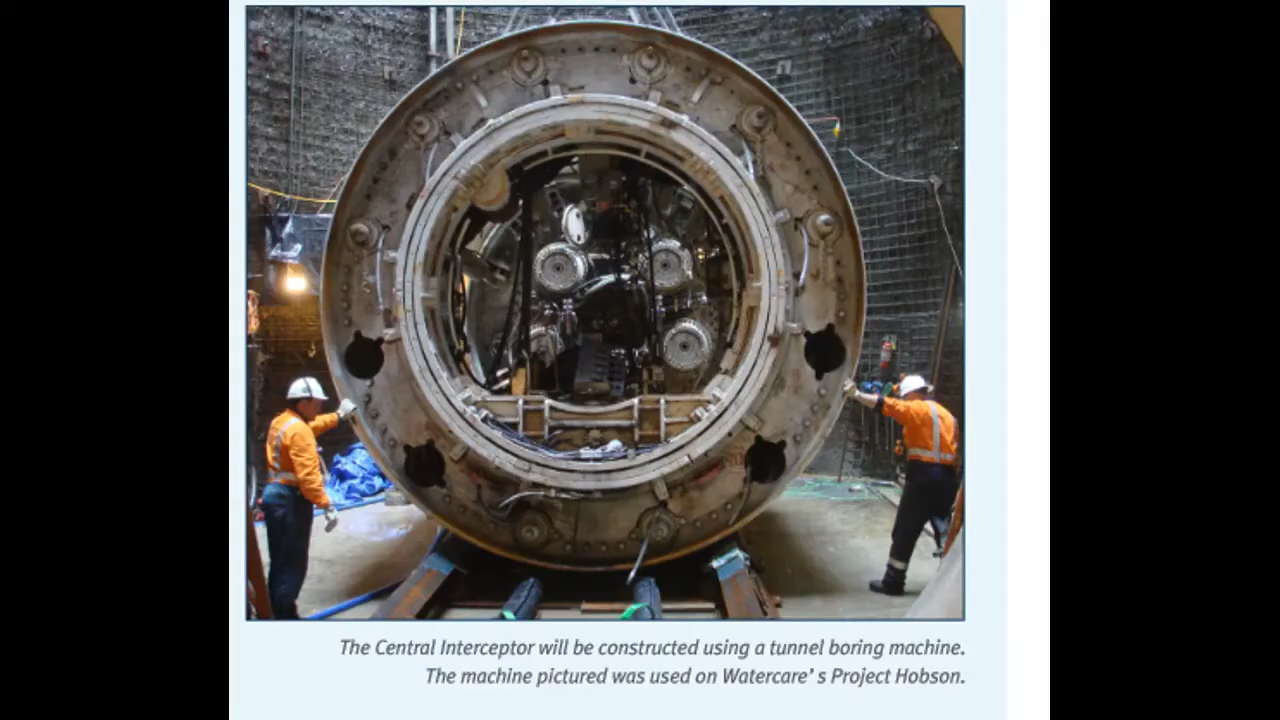 The Central Interceptor will be constructed using a tunnel boring machine.
The machine pictured was used on Watercare’ s Project Hobson.